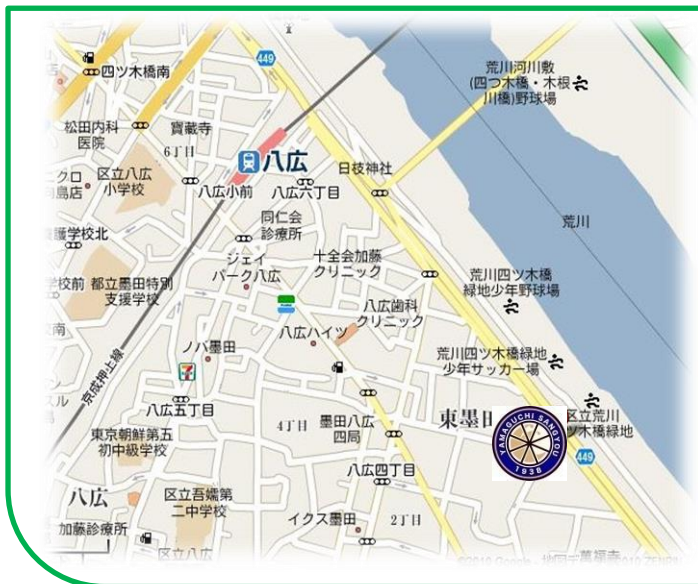 449
四ツ木橋南
荒川河川敷
(四つ木橋・木根
川橋)野球場
松田内科
医院
寶蔵寺
6丁目
八広
日枝神社
区立八広
小学校
八広小前
八広六丁目
同仁会
診療所
荒川
ジェイ
パーク八広
十全会加藤
クリニック
都立墨田特別
支援学校
荒川四ツ木橋
緑地少年野球場
八広歯科
クリニック
八広ハイツ
ノバ墨田
荒川四ツ木橋緑地
少年サッカー場
京成押上線
八広五丁目
4丁目
墨田八広
四局
東墨田
YAMAGUCHI SANGYOU
1938
区立荒川
ツ木橋緑地
449
東京朝鮮第五
初中級学校
八広四丁目
八広
区立吾嬬第
二中学校
イクス墨田
2丁目
加藤診療所
区立八広